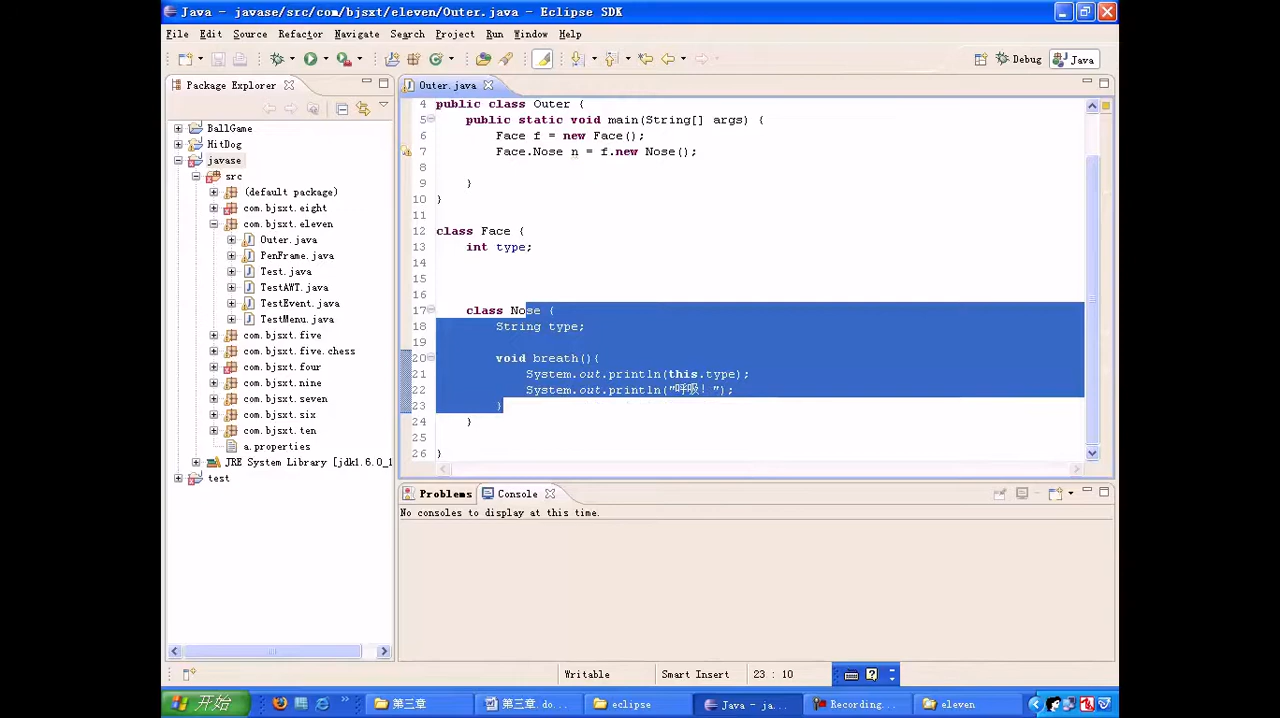 Java - javase/src/com/bjsxt/eleven/Outer.java - Eclipse SDK
File Edit Source Refactor Navigate Search Project Run Window Help
Debug Java
Package Explorer
BallGame
HitDog
javase
src
(default package)
com.bjsxt.eight
com.bjsxt.eleven
Outer.java
PenFrame.java
Test.java
TestAWT.java
TestEvent.java
TestMenu.java
com.bjsxt.five
com.bjsxt.five.chess
com.bjsxt.four
com.bjsxt.nine
com.bjsxt.seven
com.bjsxt.six
com.bjsxt.ten
a.properties
JRE System Library [jdk1.6.0_1
test
Outer.java
4 public class Outer {
5 public static void main(String[] args) {
6 Face f = new Face();
7 Face.Nose n = f.new Nose();
8
9 }
10 }
11
12 class Face {
13 int type;
14
15
16
17 class Nose {
18 String type;
19
20 void breath(){
21 System.out.println(this.type);
22 System.out.println("呼吸！");
23 }
24 }
25
26 }
Problems Console
No consoles to display at this time.
Writable Smart Insert 23 : 10
开始 第三章 第三章.do... eclipse Java - ja... Recording... eleven